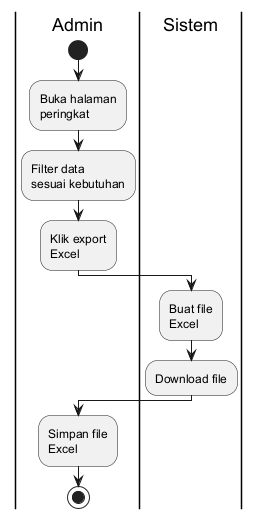 Admin
Sistem
Buka halaman
peringkat
Filter data
sesuai kebutuhan
Klik export
Excel
Buat file
Excel
Download file
Simpan file
Excel